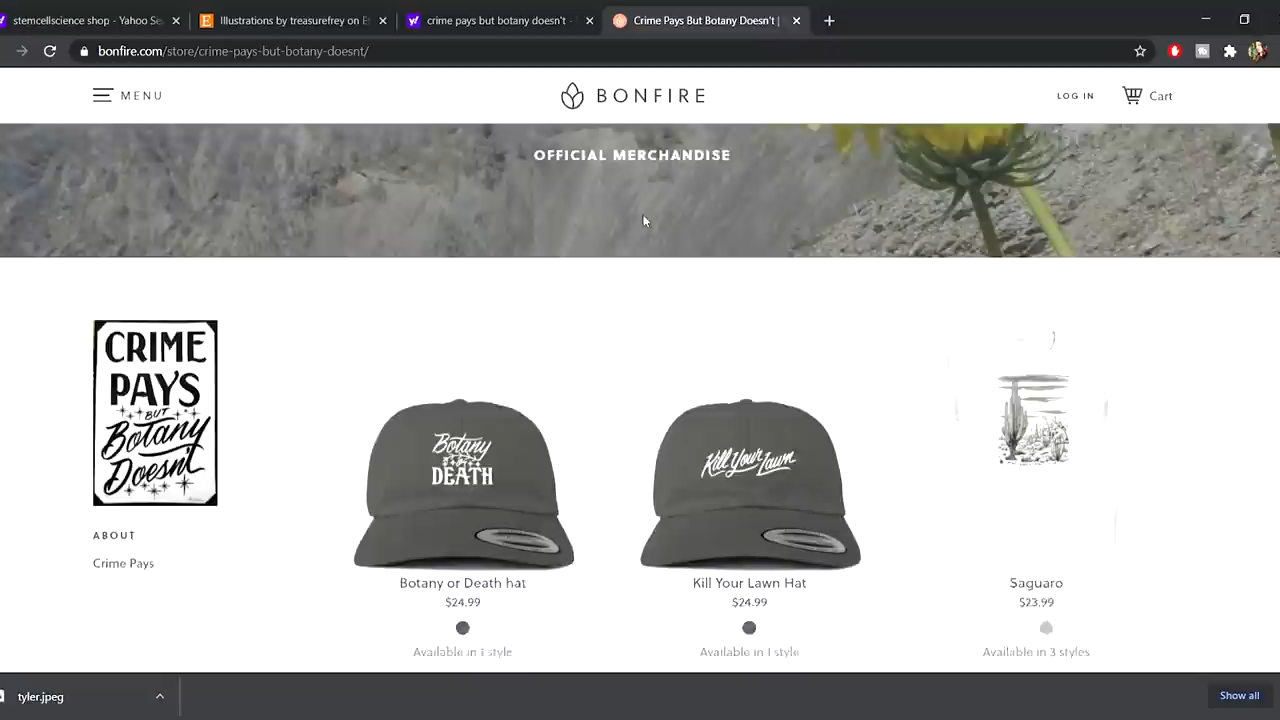 stemcellscience shop - Yahoo Se
Illustrations by treasurefrey on E
crime pays but botany doesn't -
Crime Pays But Botany Doesn't |
bonfire.com/store/crime-pays-but-botany-doesnt/
MENU
BONFIRE
LOG IN
Cart
OFFICIAL MERCHANDISE
CRIME
PAYS
BUT
Botany
Doesn't
ABOUT
Crime Pays
Botany
or
DEATH
Botany or Death hat
$24.99
Available in 1 style
Kill Your Lawn
Kill Your Lawn Hat
$24.99
Available in 1 style
Saguaro
$23.99
Available in 3 styles
tyler.jpeg
Show all